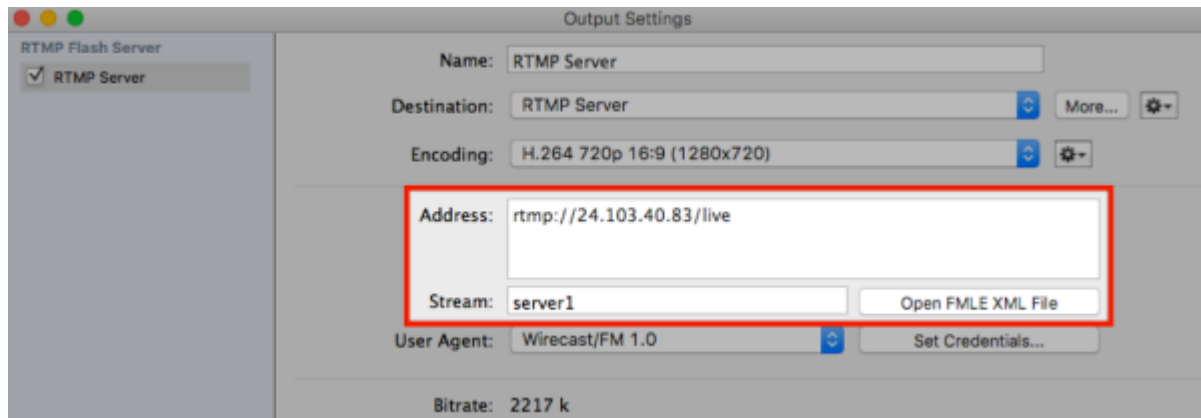 Output Settings
RTMP Flash Server
RTMP Server
Name: RTMP Server
Destination: RTMP Server More...
Encoding: H.264 720p 16:9 (1280x720)
Address: rtmp://24.103.40.83/live
Stream: server1 Open FMLE XML File
User Agent: Wirecast/FM 1.0 Set Credentials...
Bitrate: 2217 k